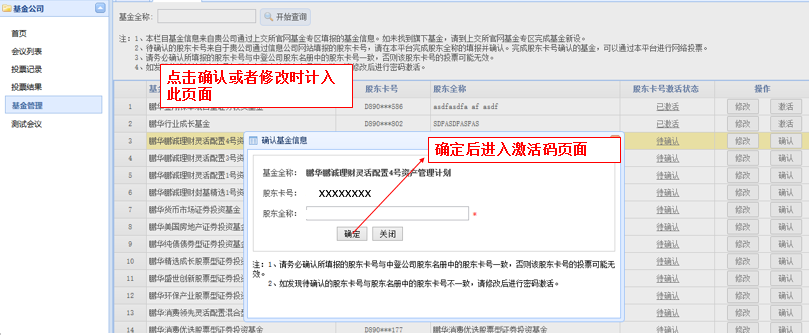 基金公司
首页
会议列表
投票记录
投票结果
基金管理
测试会议
基金全称: 开始查询
注: 1、本栏目基金信息来自贵公司通过上交所官网基金专区填报的基金信息。如未找到旗下基金，请到上交所官网基金专区完成基金新设。
2、待确认的股东卡号来自于贵公司通过信息公司网站填报的股东卡号，请在本平台完成股东全称的填报并确认。完成股东卡号确认的基金，可以通过本平台进行网络投票。
3、请务必确认所填报的股东卡号与中登公司股东名册中的股东卡号一致，否则该股东卡号的投票可能无效。
4、如发 修改后进行密码激活。
点击确认或者修改时计入
此页面
股东卡号 股东全称 股东卡号激活状态 操作
1 D890***586 asdfasdfa af asdf 已激活 修改 激活
2 鹏华行业成长基金 D890***802 SDFASDFASFAS 已激活 修改 激活
3 鹏华鹏诚理财灵活配置4号资 待确认 修改 确认
4 鹏华鹏诚理财灵活配置3号资 待确认 修改 确认
5 鹏华鹏诚理财灵活配置1号资 待确认 修改 确认
6 鹏华鹏诚理财封基精选1号资 待确认 修改 确认
7 鹏华货币市场证券投资基金 待确认 修改 确认
8 鹏华美国房地产证券投资基 待确认 修改 确认
9 鹏华纯债债券型证券投资基 待确认 修改 确认
10 鹏华精选成长股票型证券投 待确认 修改 确认
11 鹏华盛世创新股票型证券投 待确认 修改 确认
12 鹏华环保产业股票型证券投 待确认 修改 确认
13 鹏华消费领先灵活配置混合 待确认 修改 确认
14 鹏华消费优选股票型证券投资基金 D890***177 鹏华消费优选股票型证券投资基金 待确认 修改 确认
确认基金信息
确定后进入激活码页面
基金全称: 鹏华鹏诚理财灵活配置4号资产管理计划
股东卡号: XXXXXXXX
股东全称: *
确定 关闭
注: 1、请务必确认所填报的股东卡号与中登公司股东名册中的股东卡号一致，否则该股东卡号的投票可能无
效。
2、如发现待确认的股东卡号与股东名册中的股东卡号不一致，请修改后进行密码激活。